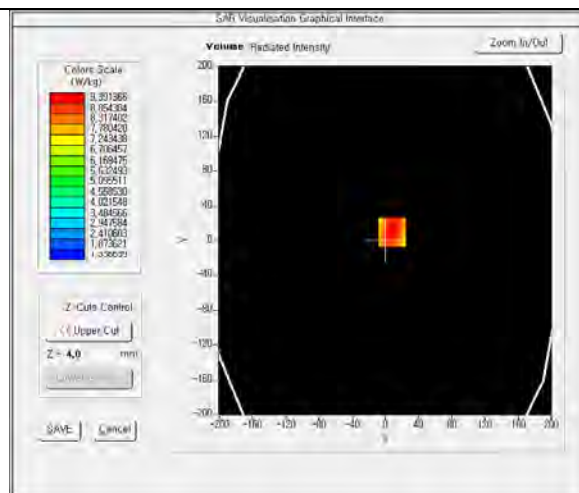 SAR Visualisation Graphical Interface
Volume Radiated Intensity
Zoom In/Out
Colors Scale
(W/kg)
9.391366
8.854384
8.317402
7.780420
7.243438
6.706457
6.169475
5.632493
5.095511
4.558530
4.021548
3.484566
2.947584
2.410603
1.873621
Z-Cuts Control
Upper Cut
Z = 4.0 mm
SAVE
Cancel
200
160
120
80
40
0
-40
-80
-120
-160
-200
Y
-200 -160 -120 -80 -40 0 40 80 120 160 200
X